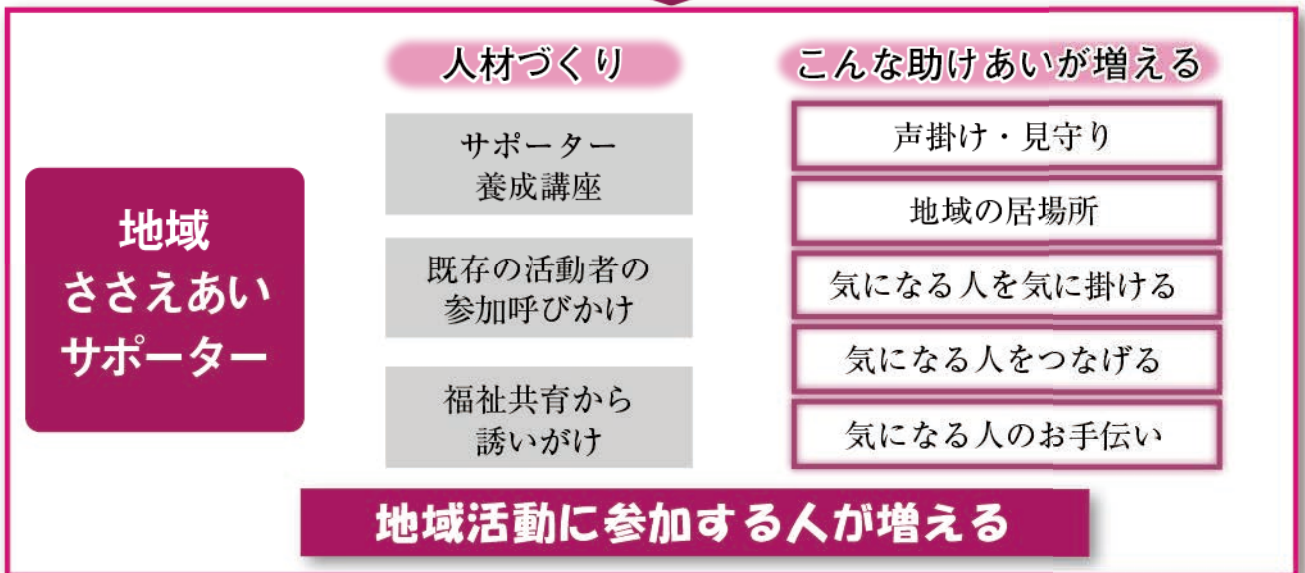 地域
ささえあい
サポーター
人材づくり
サポーター
養成講座
既存の活動者の
参加呼びかけ
福祉共育から
誘いがけ
こんな助けあいが増える
声掛け・見守り
地域の居場所
気になる人を気に掛ける
気になる人をつなげる
気になる人のお手伝い
地域活動に参加する人が増える